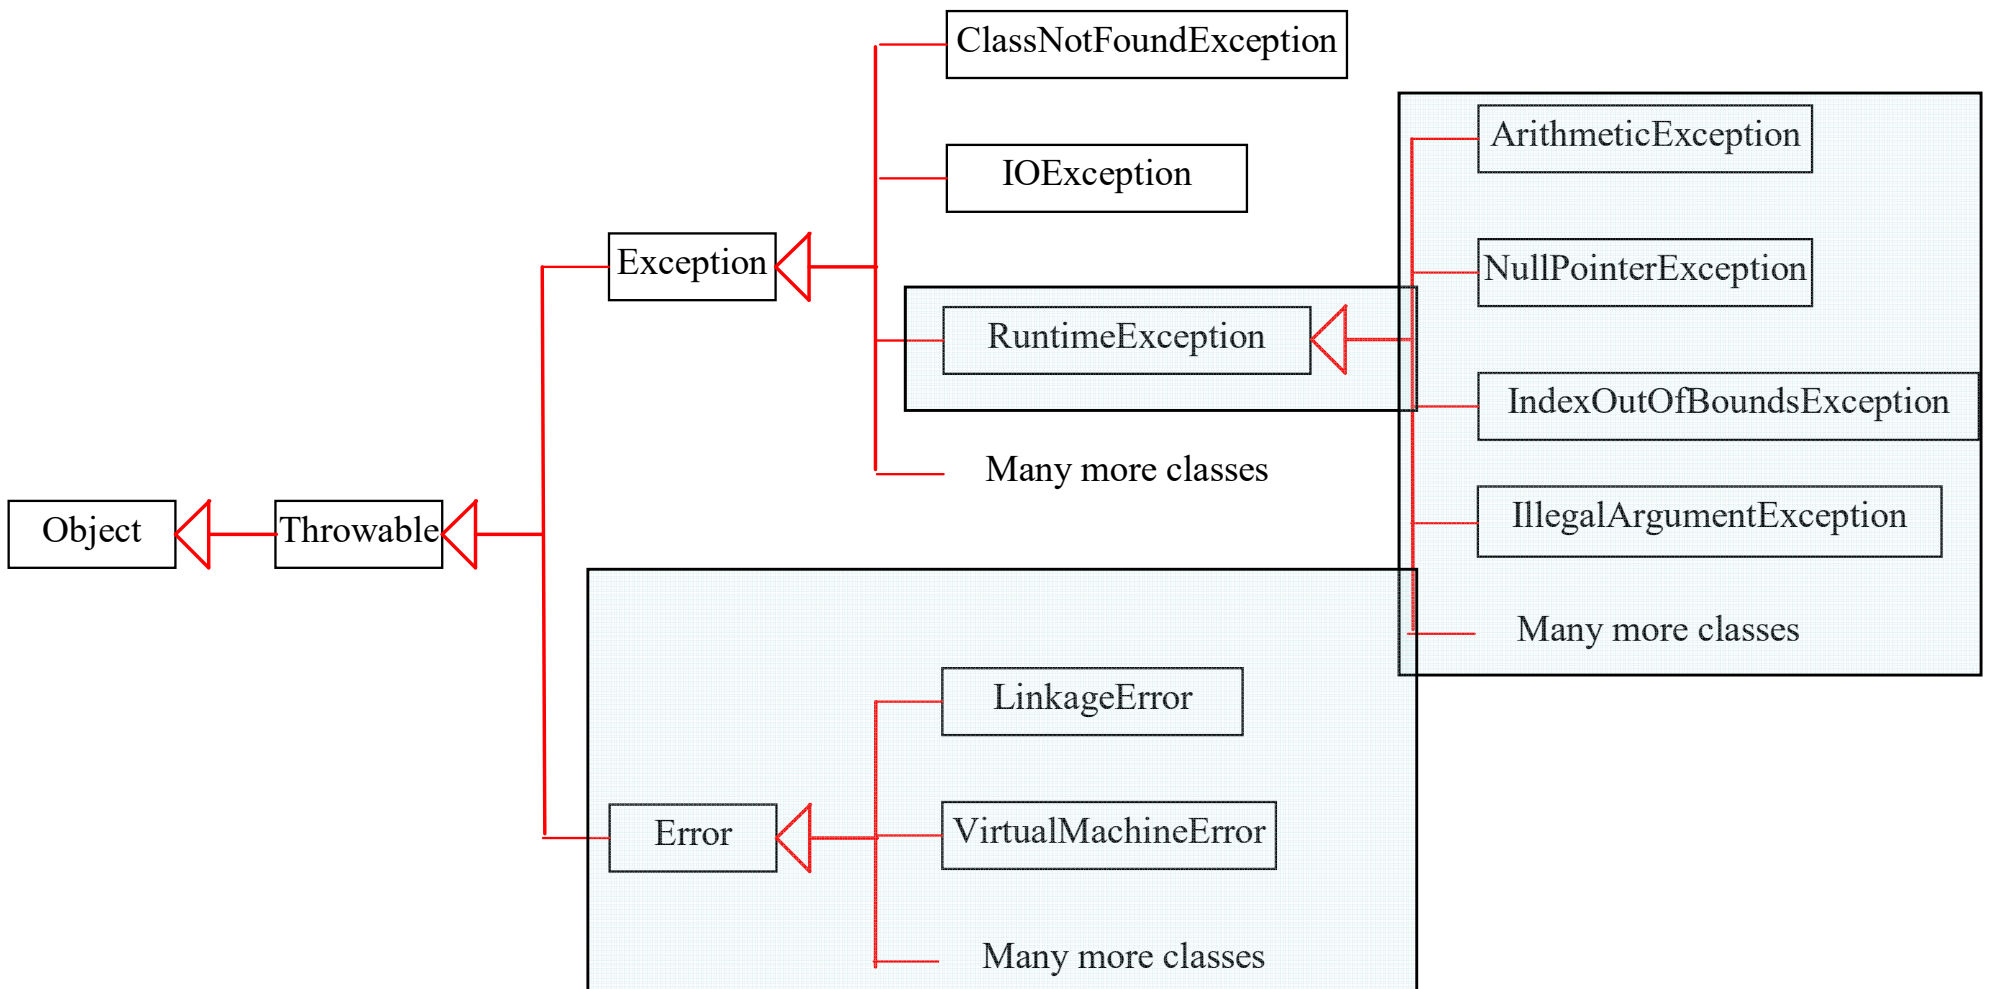 ClassNotFoundException
ArithmeticException
IOException
Exception
NullPointerException
RuntimeException
IndexOutOfBoundsException
Many more classes
Object
Throwable
IllegalArgumentException
Many more classes
LinkageError
Error
VirtualMachineError
Many more classes